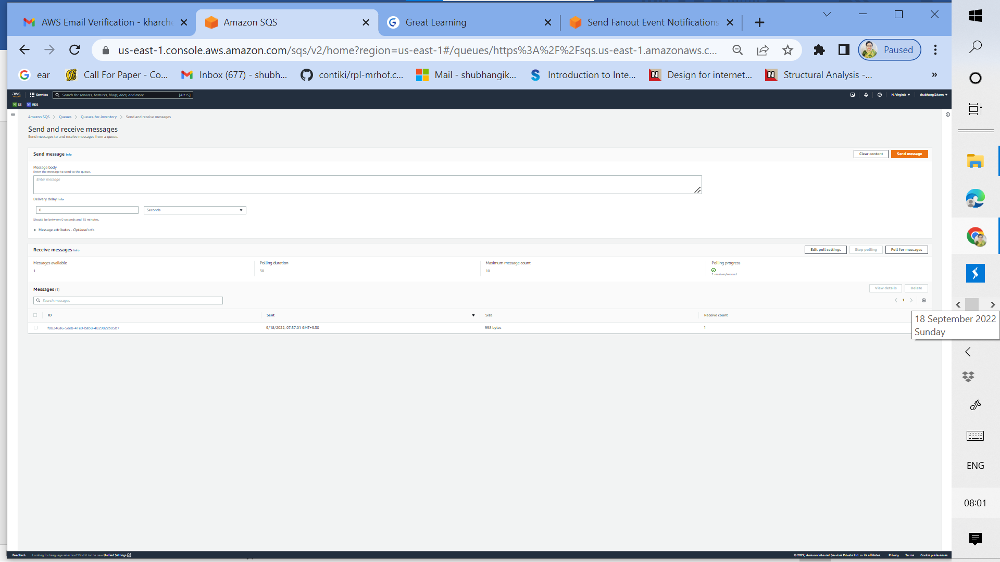 AWS Email Verification - kharche
Amazon SQS
Great Learning
Send Fanout Event Notifications
us-east-1.console.aws.amazon.com/sqs/v2/home?region=us-east-1#/queues/https%3A%2F%2Fsqs.us-east-1.amazonaws.c...
Paused
ear
Call For Paper - Co...
Inbox (677) - shubh...
contiki/rpl-mrhof.c...
Mail - shubhangik...
Introduction to Inte...
Design for internet...
Structural Analysis -...
»
aws
Services
Search for services, features, blogs, docs, and more
[Alt+S]
N. Virginia
shubhangi24aws
S3
RDS
Amazon SQS
Queues
Queues-for-inventory
Send and receive messages
Send and receive messages
Send messages to and receive messages from a queue.
Send message Info
Clear content
Send message
Message body
Enter the message to send to the queue.
Enter message
Delivery delay Info
0
Seconds
Should be between 0 seconds and 15 minutes.
Message attributes - Optional Info
Receive messages Info
Edit poll settings
Stop polling
Poll for messages
Messages available
1
Polling duration
30
Maximum message count
10
Polling progress
1 receives/second
Messages (1)
View details
Delete
Search messages
1
ID
Sent
Size
Receive count
f08246a6-5ee8-41e9-bab8-482982cb05b7
9/18/2022, 07:57:01 GMT+5:30
998 bytes
1
18 September 2022
Sunday
ENG
08:01
Feedback
Looking for language selection? Find it in the new Unified Settings
© 2022, Amazon Internet Services Private Ltd. or its affiliates.
Privacy
Terms
Cookie preferences